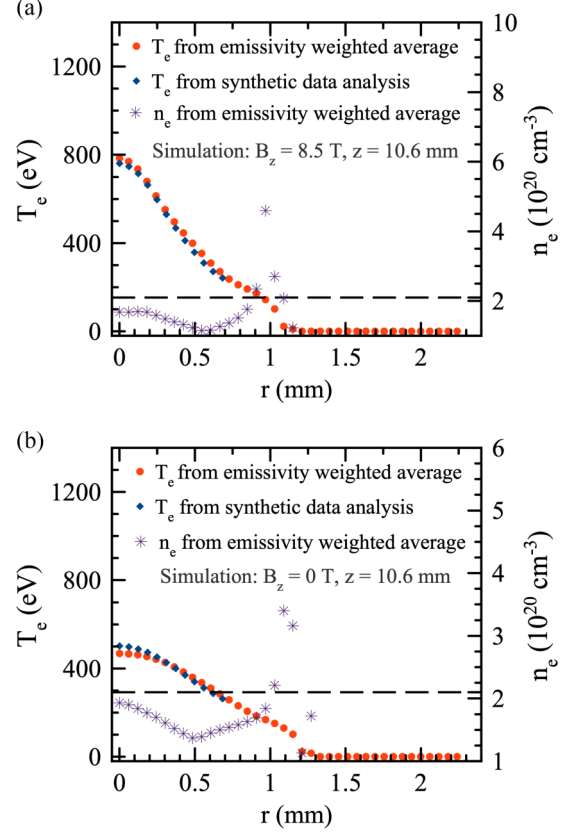 (a)
T_e from emissivity weighted average
T_e from synthetic data analysis
n_e from emissivity weighted average
Simulation: B_z = 8.5 T, z = 10.6 mm
1200
800
400
0
T_e (eV)
10
8
6
4
2
n_e (10^20 cm^-3)
0 0.5 1 1.5 2
r (mm)
(b)
T_e from emissivity weighted average
T_e from synthetic data analysis
n_e from emissivity weighted average
Simulation: B_z = 0 T, z = 10.6 mm
1200
800
400
0
T_e (eV)
6
5
4
3
2
1
n_e (10^20 cm^-3)
0 0.5 1 1.5 2
r (mm)